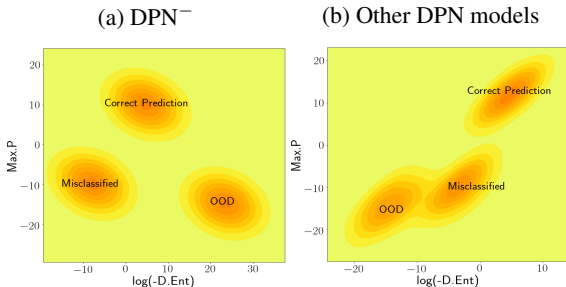 (a) DPN⁻
(b) Other DPN models
20
10
0
−10
−20
Max.P
Correct Prediction
Misclassified
OOD
−10
0
10
20
30
log(-D.Ent)
20
10
0
−10
−20
Max.P
Correct Prediction
Misclassified
OOD
−20
−10
0
10
log(-D.Ent)